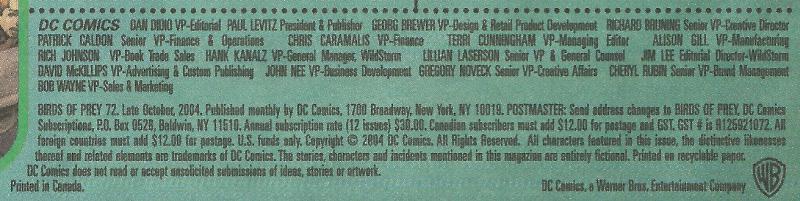 DC COMICS DAN DIDIO VP-Editorial PAUL LEVITZ President & Publisher GEORG BREWER VP-Design & Retail Product Development RICHARD BRUNING Senior VP-Creative Director
PATRICK CALDON Senior VP-Finance & Operations CHRIS CARAMALIS VP-Finance TERRI CUNNINGHAM VP-Managing Editor ALISON GILL VP-Manufacturing
RICH JOHNSON VP-Book Trade Sales HANK KANALZ VP-General Manager, WildStorm LILLIAN LASERSON Senior VP & General Counsel JIM LEE Editorial Director-WildStorm
DAVID McKILLIPS VP-Advertising & Custom Publishing JOHN NEE VP-Business Development GREGORY NOVECK Senior VP-Creative Affairs CHERYL RUBIN Senior VP-Brand Management
BOB WAYNE VP-Sales & Marketing
BIRDS OF PREY 72. Late October, 2004. Published monthly by DC Comics, 1700 Broadway, New York, NY 10019. POSTMASTER: Send address changes to BIRDS OF PREY, DC Comics
Subscriptions, P.O. Box 0528, Baldwin, NY 11510. Annual subscription rate (12 issues) $30.00. Canadian subscribers must add $12.00 for postage and GST. GST # is R125921072. All
foreign countries must add $12.00 for postage. U.S. funds only. Copyright © 2004 DC Comics. All Rights Reserved. All characters featured in this issue, the distinctive likenesses
thereof and related elements are trademarks of DC Comics. The stories, characters and incidents mentioned in this magazine are entirely fictional. Printed on recyclable paper.
DC Comics does not read or accept unsolicited submissions of ideas, stories or artwork.
Printed in Canada. DC Comics, a Warner Bros. Entertainment Company WB